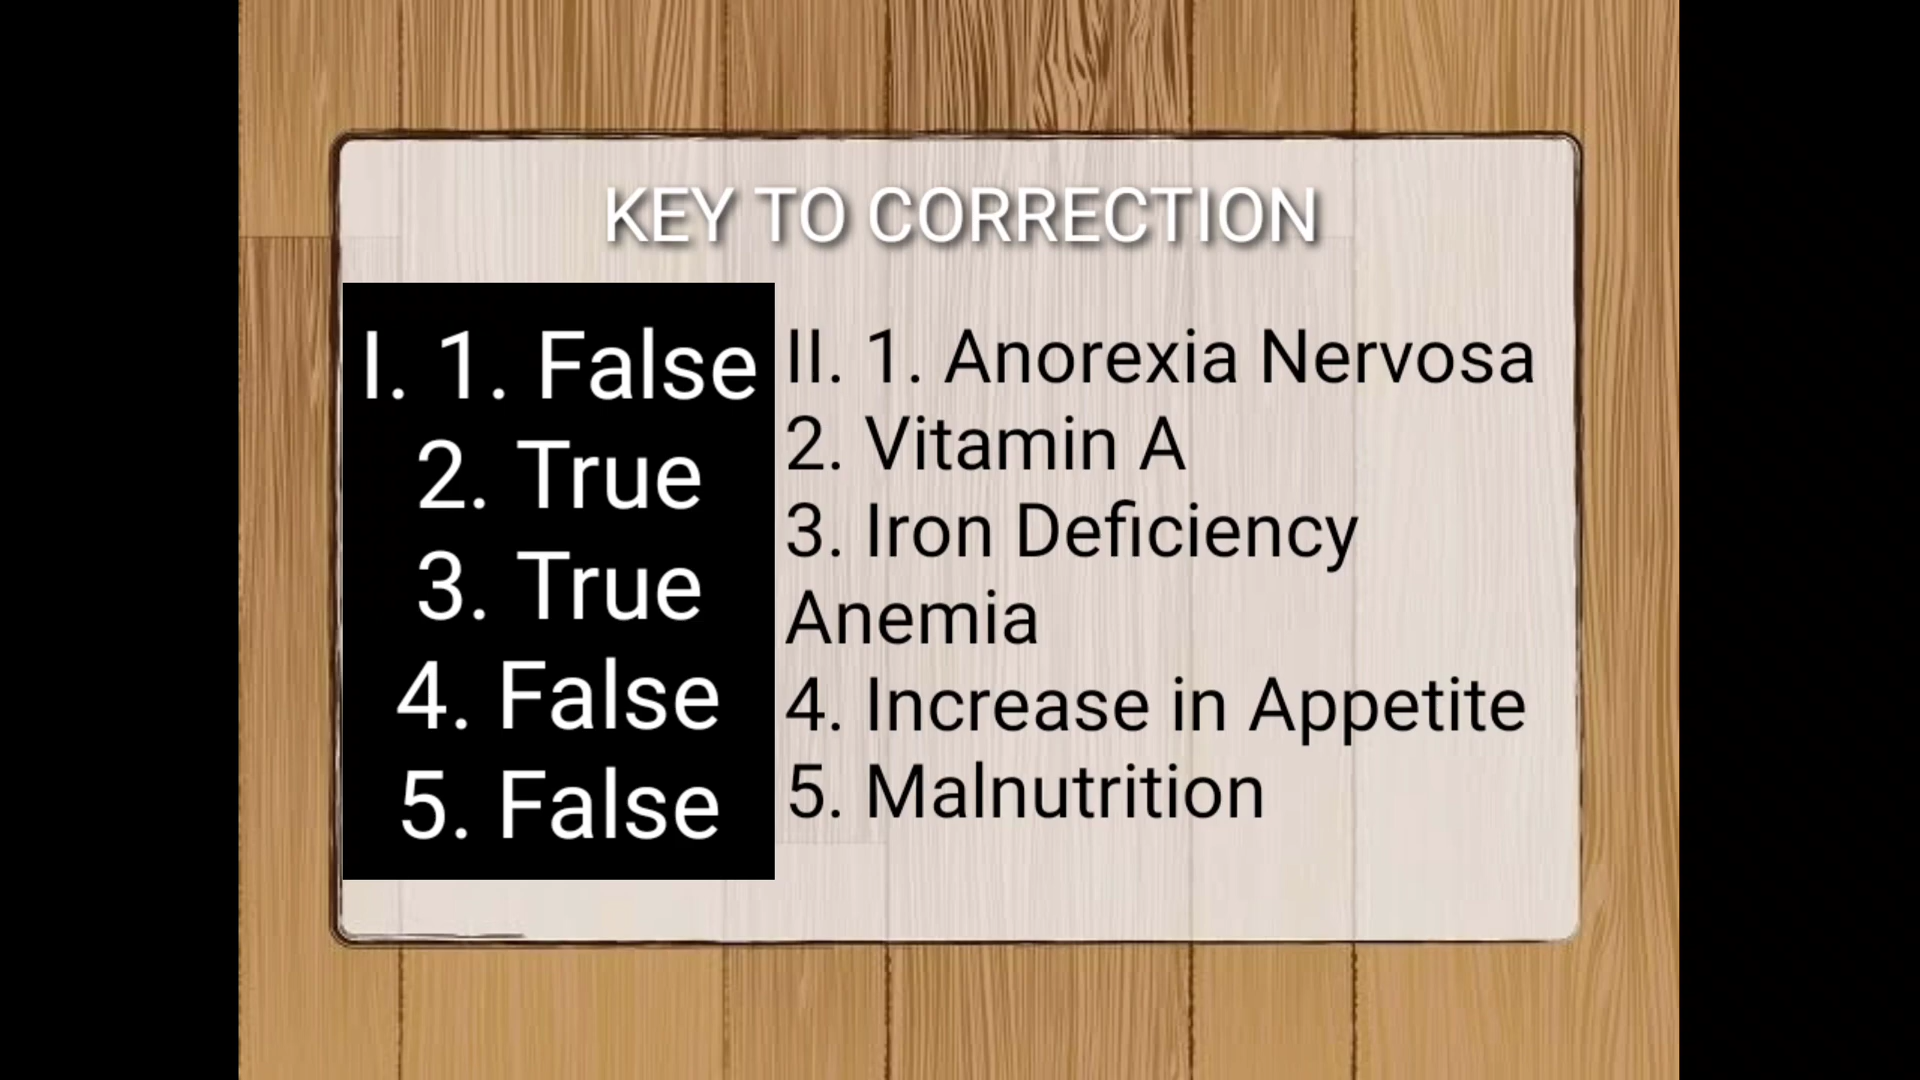 KEY TO CORRECTION
I. 1. False
2. True
3. True
4. False
5. False
II. 1. Anorexia Nervosa
2. Vitamin A
3. Iron Deficiency
Anemia
4. Increase in Appetite
5. Malnutrition